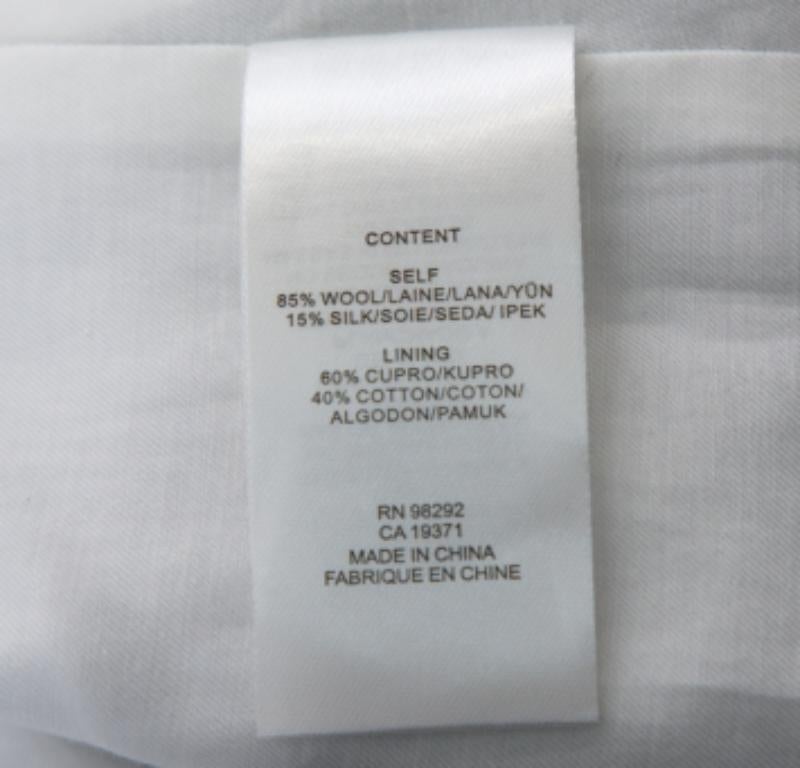 CONTENT
SELF
85% WOOL/LAINE/LANA/YÜN
15% SILK/SOIE/SEDA/ IPEK
LINING
60% CUPRO/KUPRO
40% COTTON/COTON/
ALGODON/PAMUK
RN 98292
CA 19371
MADE IN CHINA
FABRIQUE EN CHINE